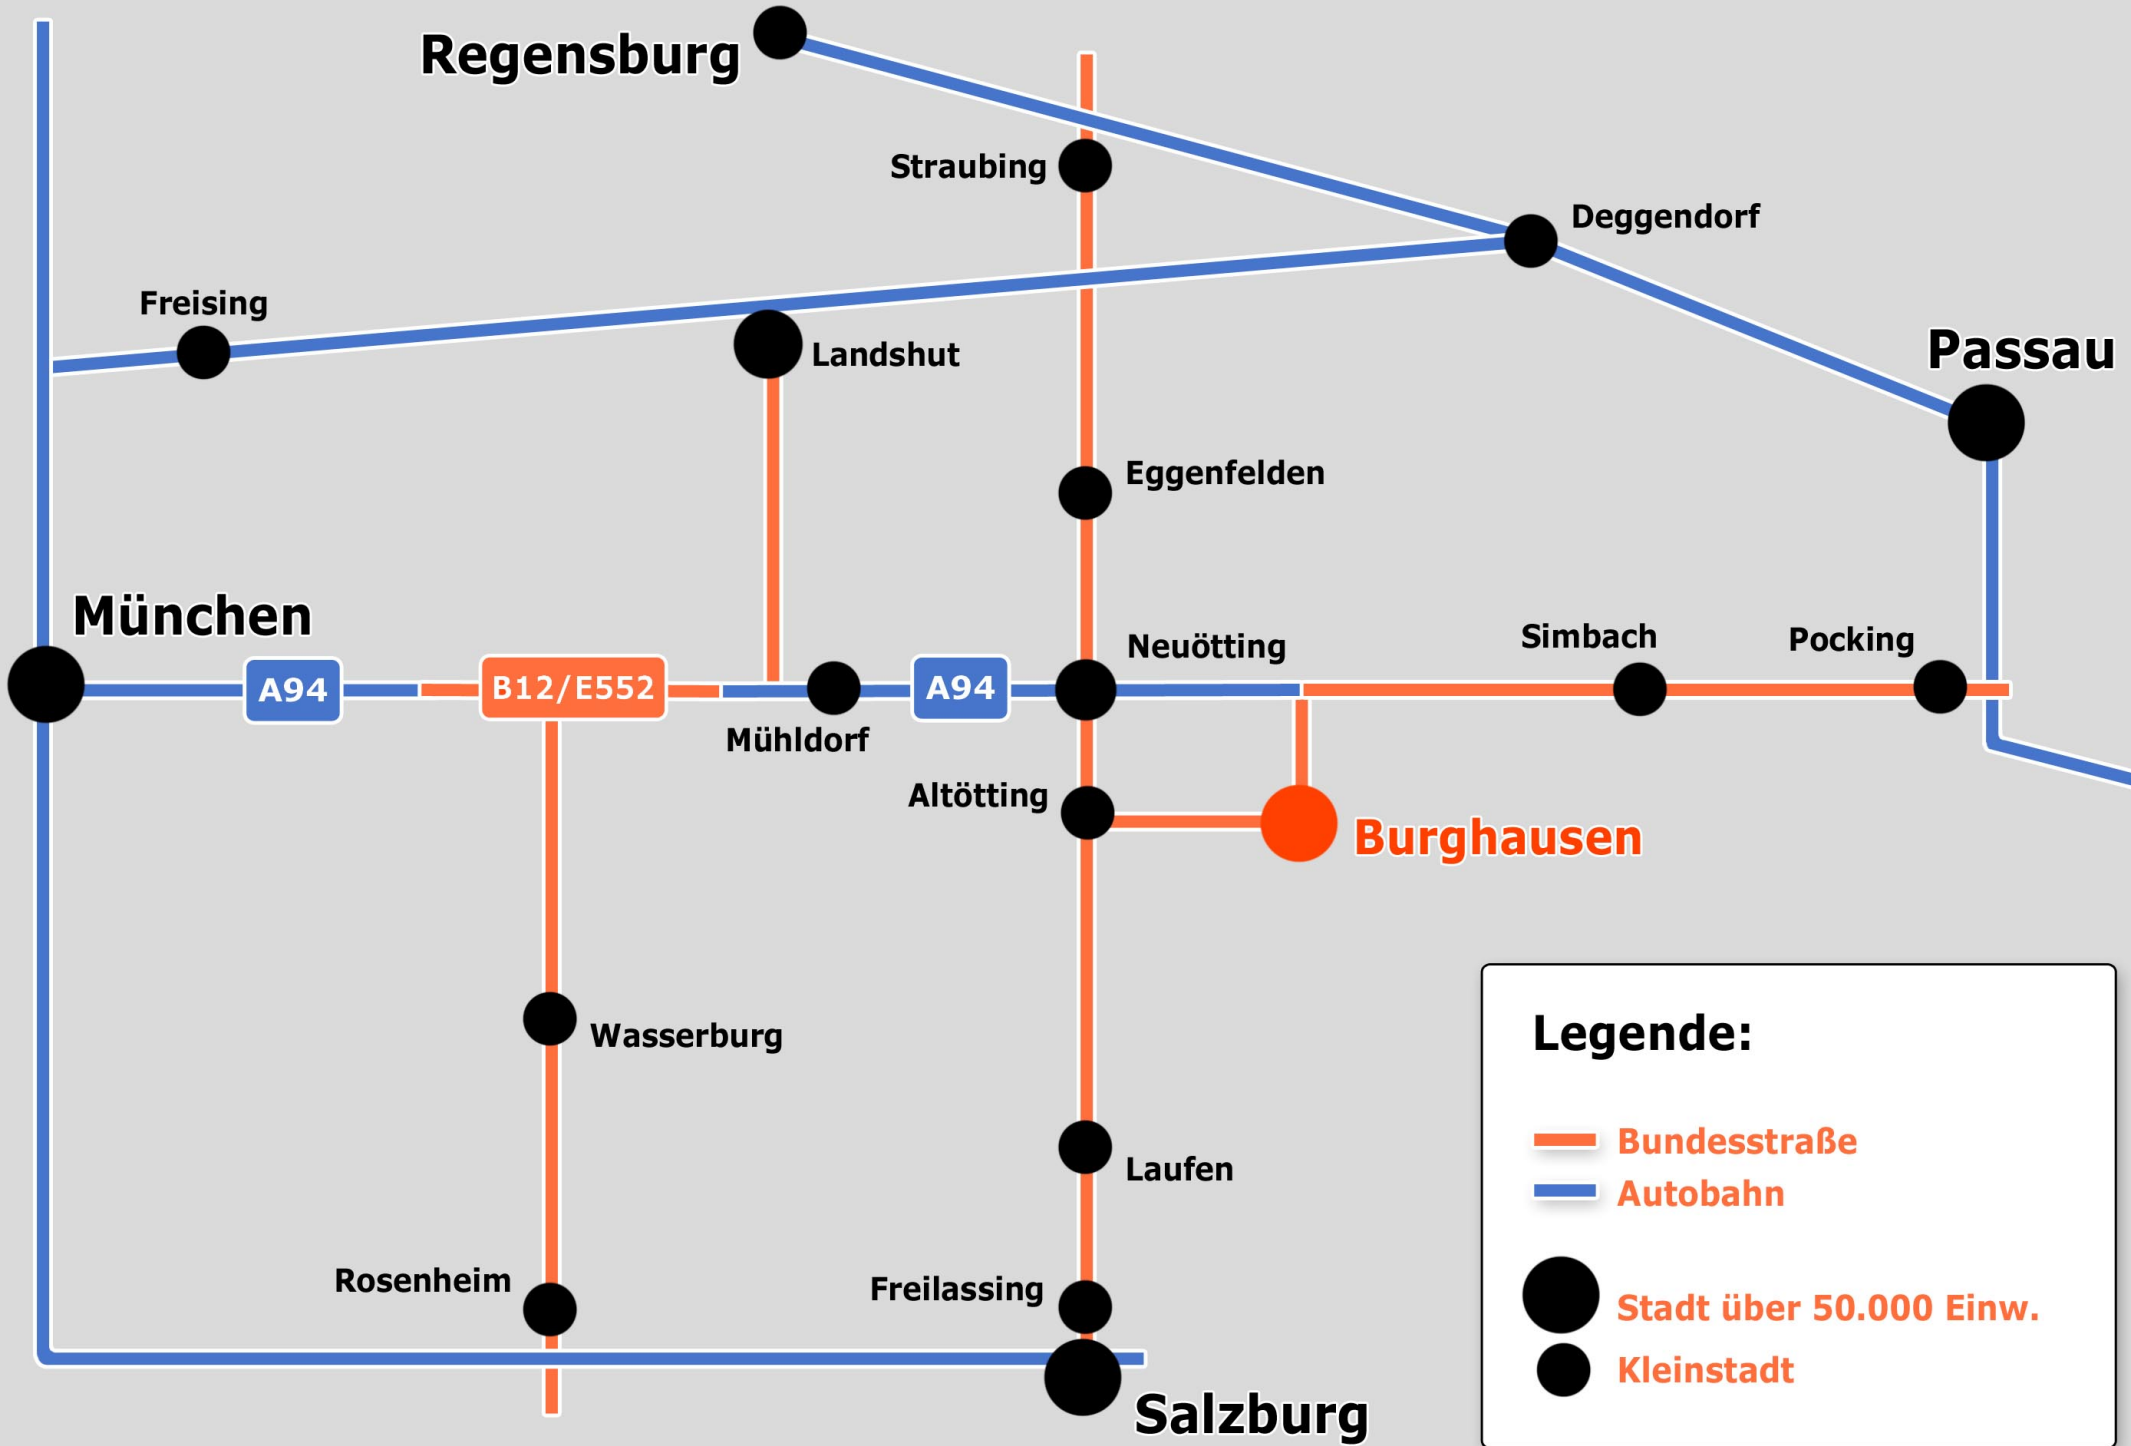 Regensburg
Straubing
Deggendorf
Freising
Passau
Landshut
Eggenfelden
München
Neuötting
Simbach
Pocking
A94
B12/E552
A94
Mühldorf
Altötting
Burghausen
Wasserburg
Laufen
Rosenheim
Freilassing
Salzburg
Legende:
Bundesstraße
Autobahn
Stadt über 50.000 Einw.
Kleinstadt